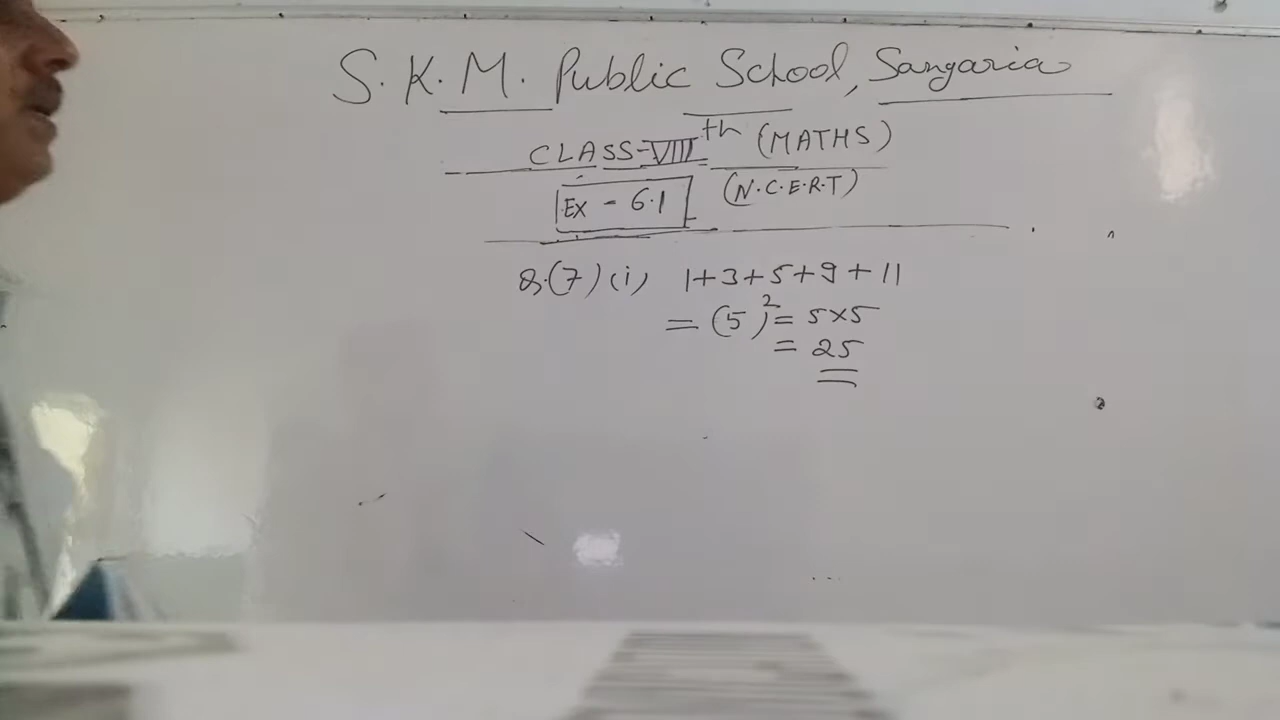 S.K.M. Public School, Sangaria
CLASS-VIIIth (MATHS)
Ex - 6.1 (N.C.E.R.T)
Q.(7) (i) 1+3+5+9+11
= (5)² = 5×5
= 25